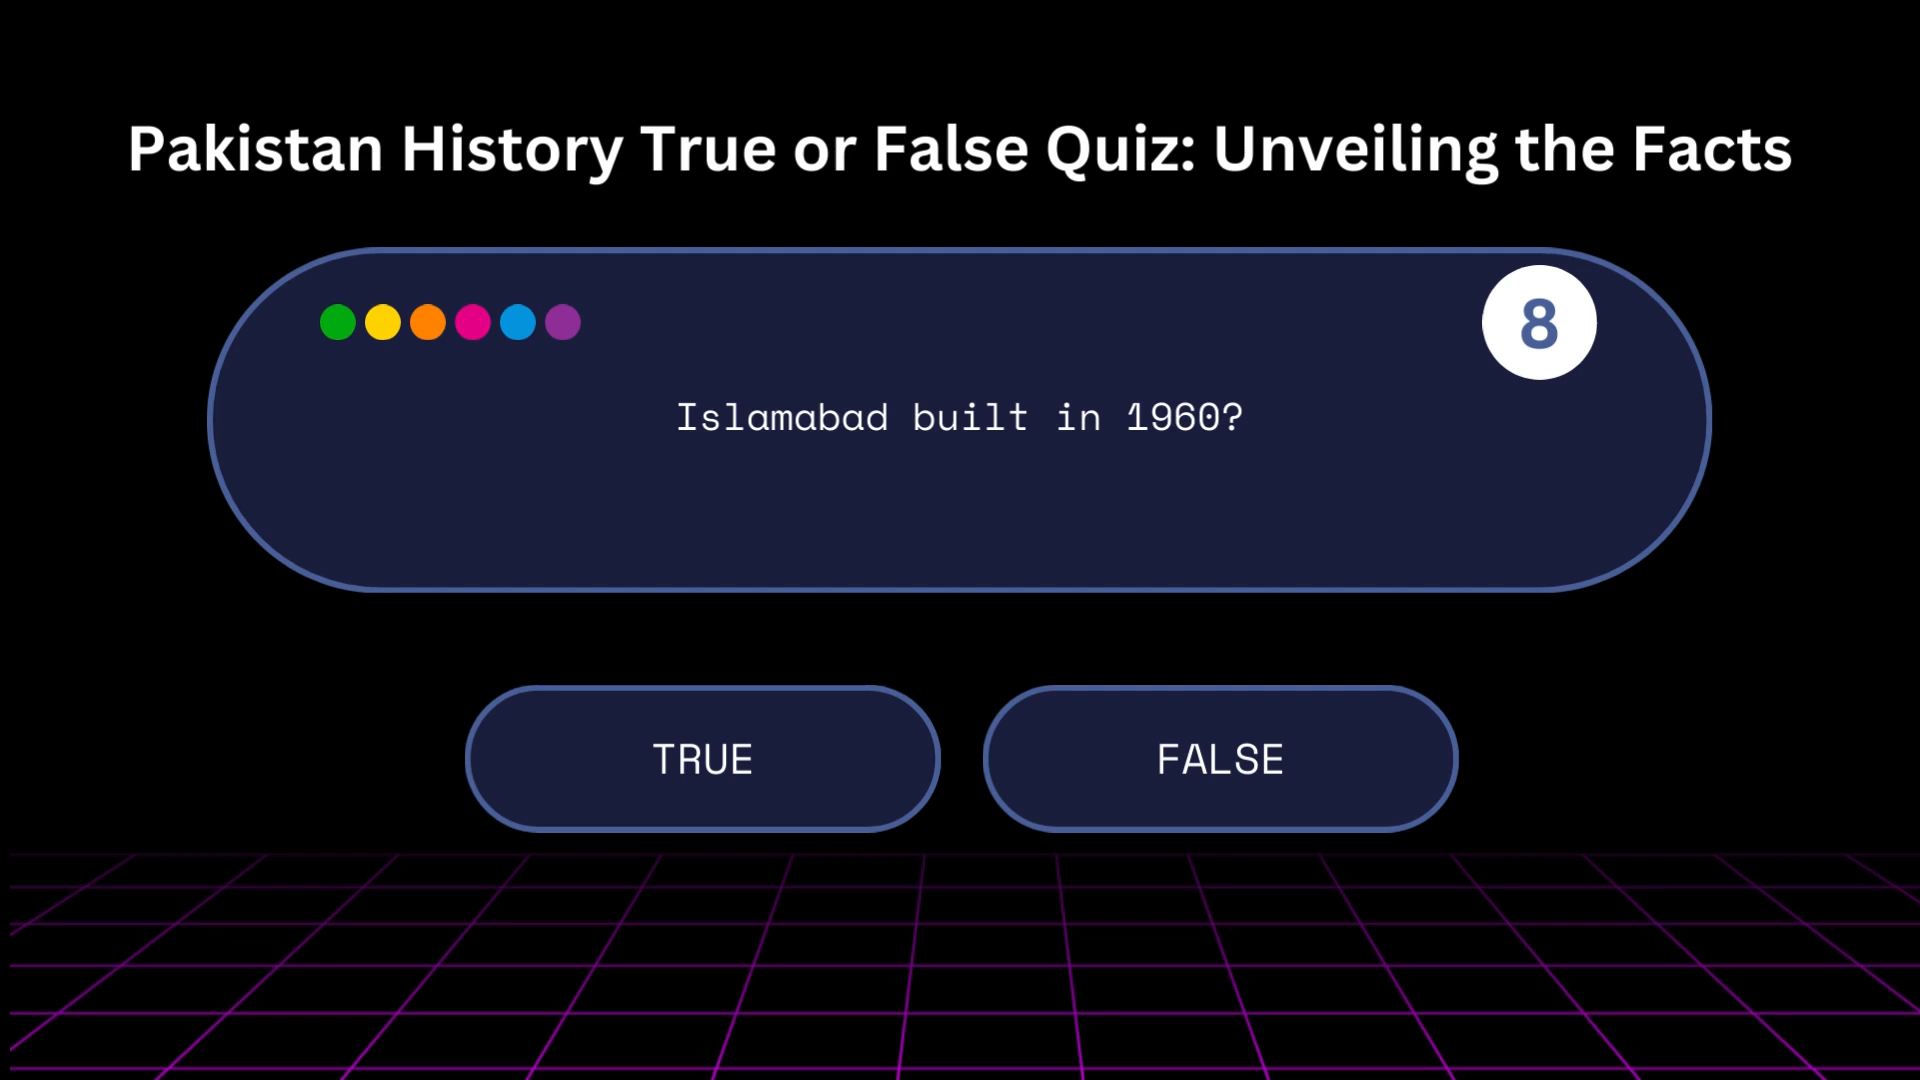 Pakistan History True or False Quiz: Unveiling the Facts
8
Islamabad built in 1960?
TRUE
FALSE